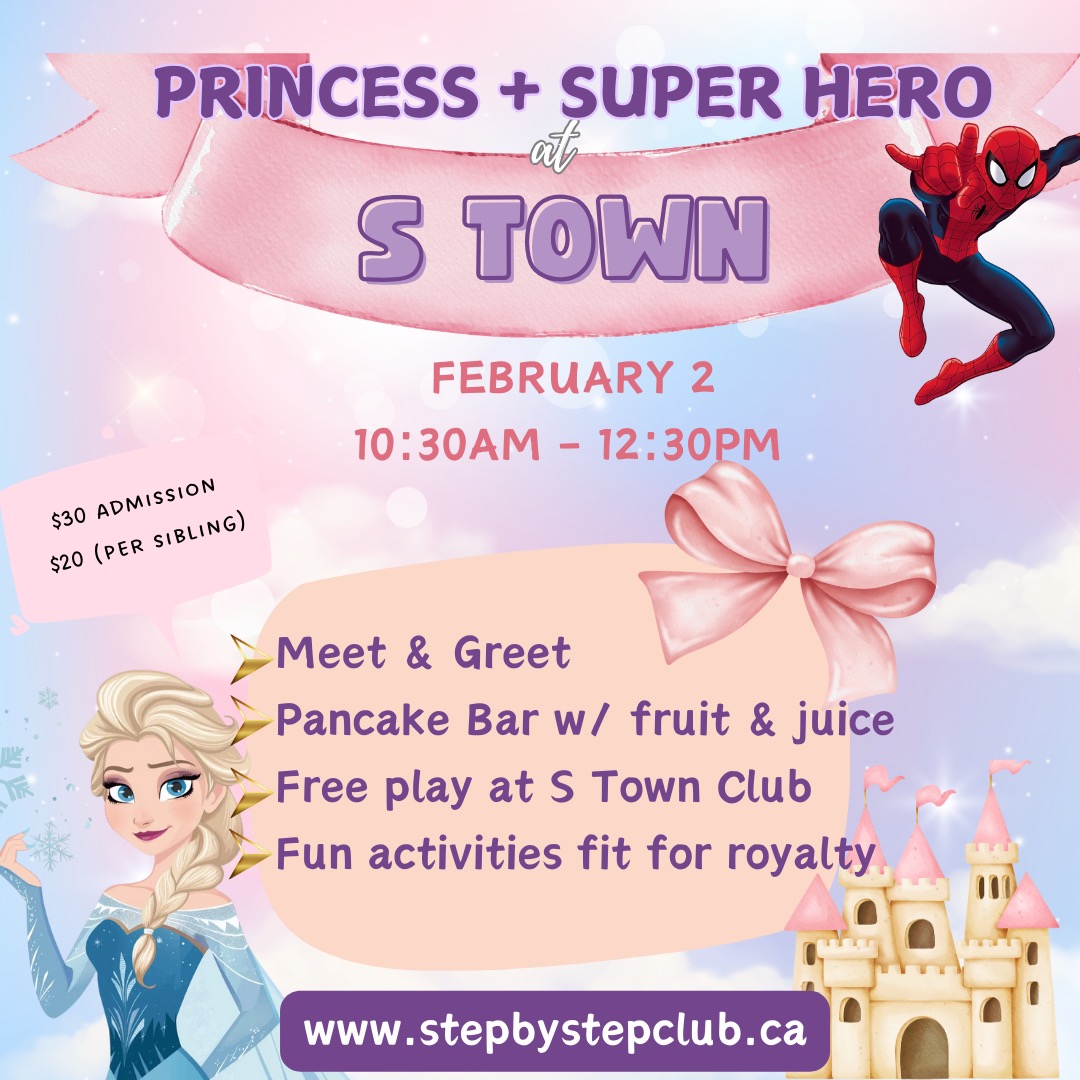 PRINCESS + SUPER HERO
at
S TOWN
FEBRUARY 2
10:30AM - 12:30PM
$30 ADMISSION
$20 (PER SIBLING)
Meet & Greet
Pancake Bar w/ fruit & juice
Free play at S Town Club
Fun activities fit for royalty
www.stepbystepclub.ca